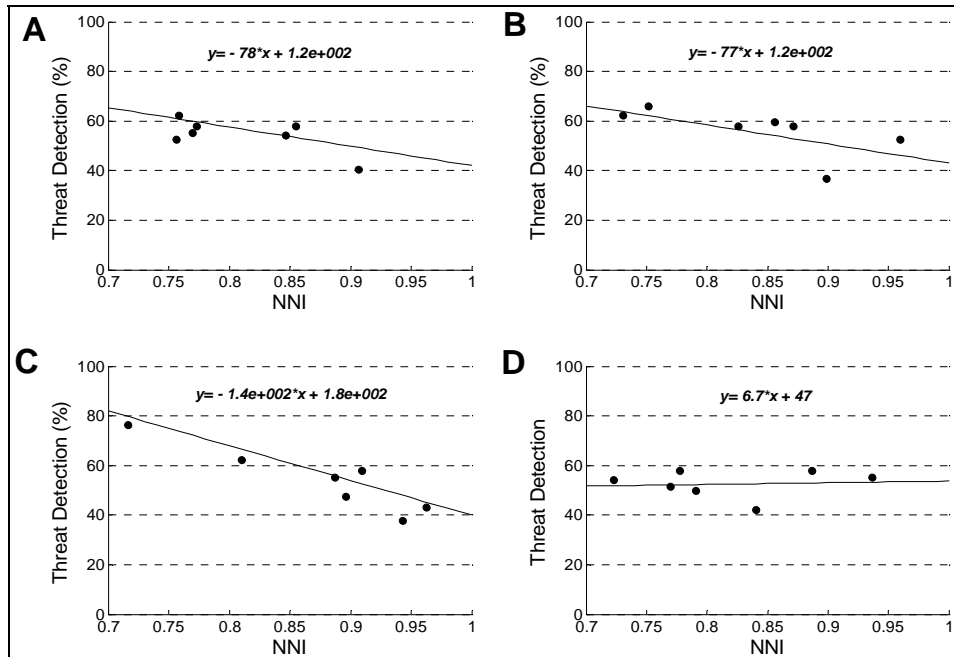 A
y= - 78*x + 1.2e+002
Threat Detection (%)
100
80
60
40
20
0
0.7 0.75 0.8 0.85 0.9 0.95 1
NNI
B
y= - 77*x + 1.2e+002
Threat Detection (%)
100
80
60
40
20
0
0.7 0.75 0.8 0.85 0.9 0.95 1
NNI
C
y= - 1.4e+002*x + 1.8e+002
Threat Detection (%)
100
80
60
40
20
0
0.7 0.75 0.8 0.85 0.9 0.95 1
NNI
D
y= 6.7*x + 47
Threat Detection
100
80
60
40
20
0
0.7 0.75 0.8 0.85 0.9 0.95 1
NNI